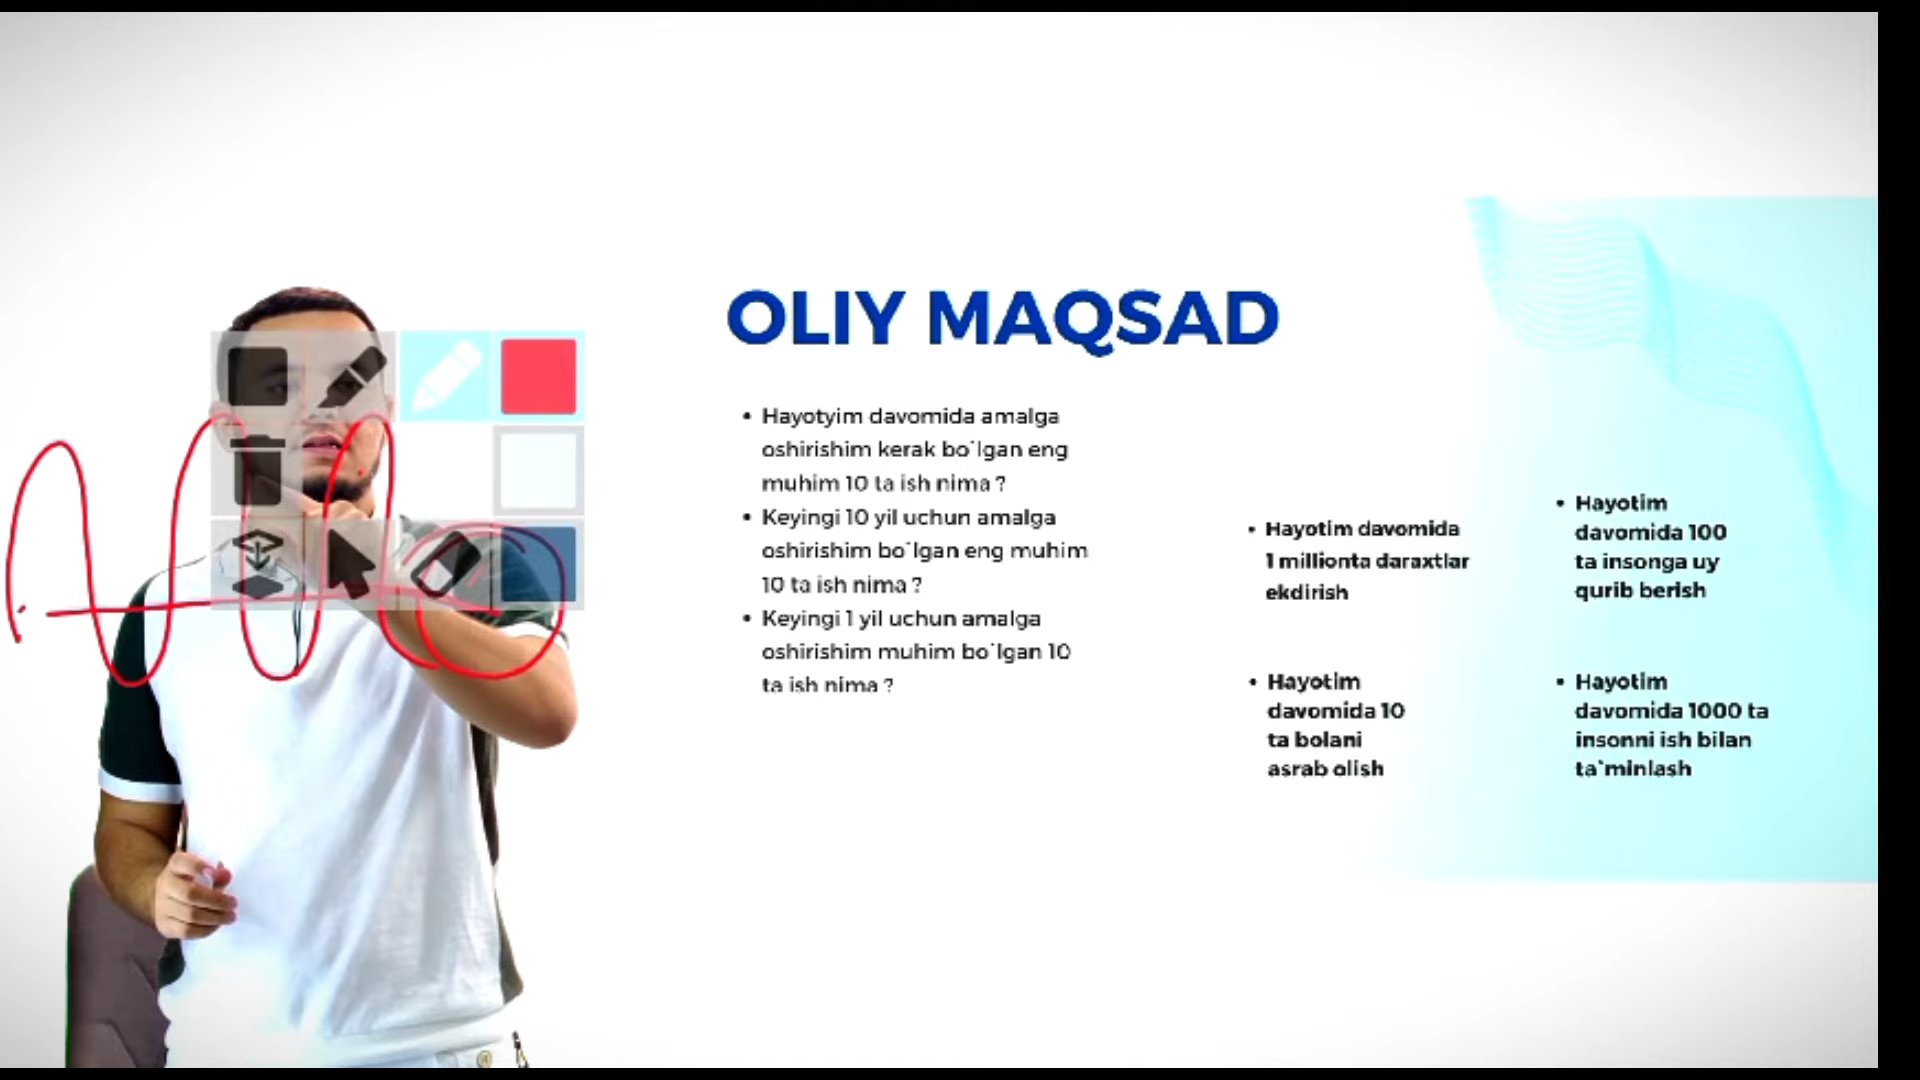 OLIY MAQSAD
• Hayotyim davomida amalga
oshirishim kerak bo`lgan eng
muhim 10 ta ish nima ?
• Keyingi 10 yil uchun amalga
oshirishim bo`lgan eng muhim
10 ta ish nima ?
• Keyingi 1 yil uchun amalga
oshirishim muhim bo`lgan 10
ta ish nima ?
• Hayotim davomida
1 millionta daraxtlar
ekdirish
• Hayotim
davomida 100
ta insonga uy
qurib berish
• Hayotim
davomida 10
ta bolani
asrab olish
• Hayotim
davomida 1000 ta
insonni ish bilan
ta`minlash